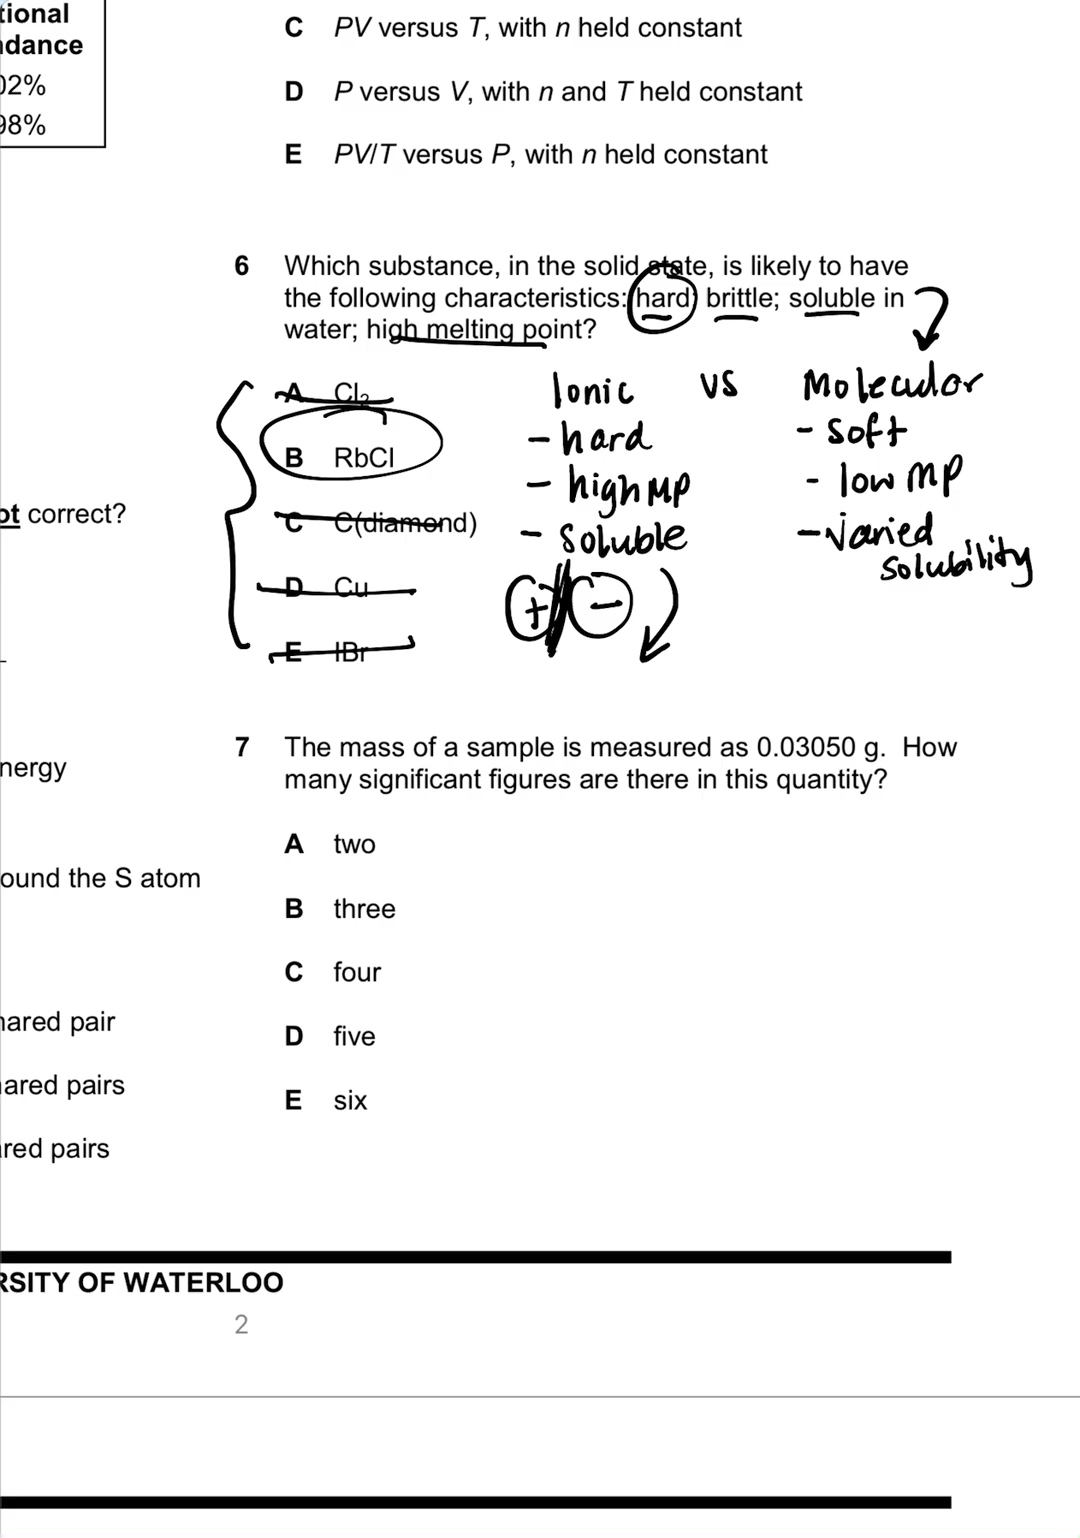 tional
ndance
02%
98%
C PV versus T, with n held constant
D P versus V, with n and T held constant
E PV/T versus P, with n held constant
6 Which substance, in the solid state, is likely to have
the following characteristics: hard; brittle; soluble in
water; high melting point?
A Cl₂
B RbCl
C C(diamond)
D Cu
E IBr
Ionic vs Molecular
- hard - soft
- high MP - low MP
- soluble - varied
solubility
+ -
ot correct?
nergy
ound the S atom
hared pair
ared pairs
red pairs
7 The mass of a sample is measured as 0.03050 g. How
many significant figures are there in this quantity?
A two
B three
C four
D five
E six
RSITY OF WATERLOO
2